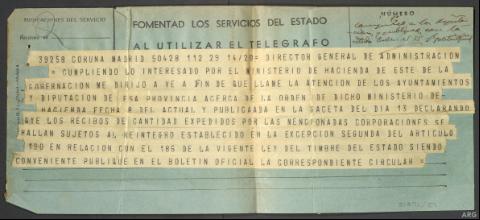 INDICACIONES DEL SERVICIO
FOMENTAD LOS SERVICIOS DEL ESTADO
NÚMERO
AL UTILIZAR EL TELEGRAFO
39258 CORUNA MADRID 50428 112 29 14/20= DIRECTOR GENERAL DE ADMINISTRACION
= CUMPLIENDO LO INTERESADO POR EL MINISTERIO DE HACIENDA DE ESTE DE LA
GOBERNACION ME DIRIJO A VE A FIN DE QUE LLAME LA ATENCION DE LOS AYUNTAMIENTOS
Y DIPUTACION DE ESA PROVINCIA ACERCA DE LA ORDEN DE DICHO MINISTERIO DE-
HACIENDA FECHA 8 DEL ACTUAL Y PUBLICADA EN LA GACETA DEL DIA 13 DECLARANDO
QUE LOS RECIBOS DE CANTIDAD EXPEDIDOS POR LAS MENCIONADAS CORPORACIONES SE
HALLAN SUJETOS AL REINTEGRO ESTABLECIDO EN LA EXCEPCION SEGUNDA DEL ARTICULO
190 EN RELACION CON EL 186 DE LA VIGENTE LEY DEL TIMBRE DEL ESTADO SIENDO
CONVENIENTE PUBLIQUE EN EL BOLETIN OFICIAL LA CORRESPONDIENTE CIRCULAR =
ARG